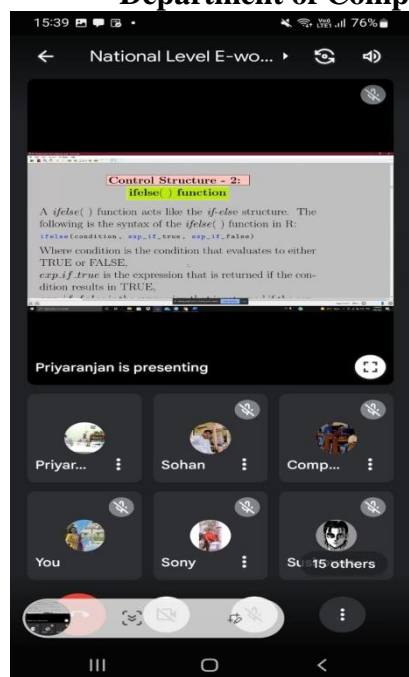 Department of Comp
15:39
76%
National Level E-wo...
Control Structure - 2:
ifelse( ) function
A ifelse( ) function acts like the if-else structure. The
following is the syntax of the ifelse( ) function in R:
ifelse(condition, exp_if_true, exp_if_false)
Where condition is the condition that evaluates to either
TRUE or FALSE,
exp_if_true is the expression that is returned if the con-
dition results in TRUE,
Priyaranjan is presenting
Priyar...
Sohan
Comp...
You
Sony
15 others